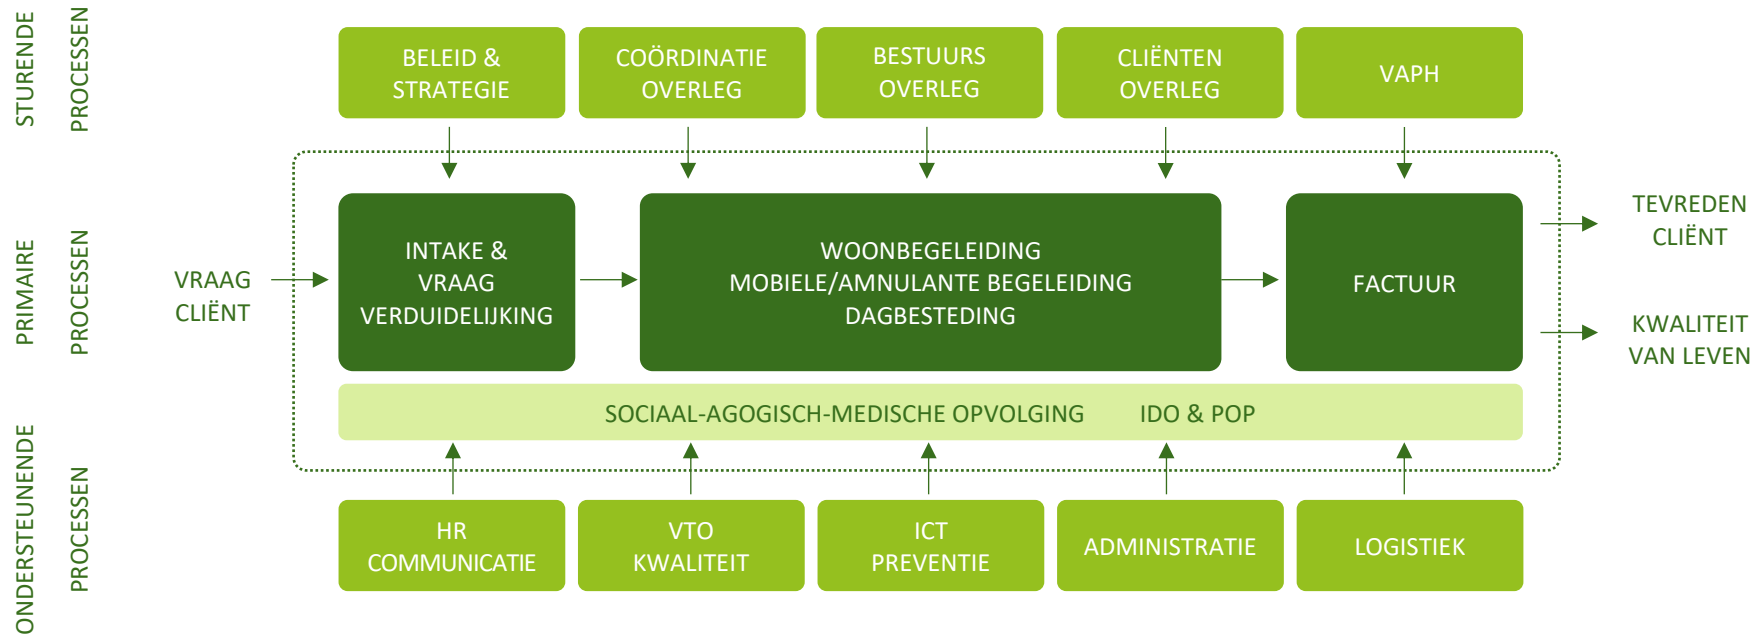 STURENDE
PROCESSEN
BELEID &
STRATEGIE
COÖRDINATIE
OVERLEG
BESTUURS
OVERLEG
CLIËNTEN
OVERLEG
VAPH
PRIMAIRE
PROCESSEN
VRAAG
CLIËNT
INTAKE &
VRAAG
VERDUIDELIJKING
WOONBEGELEIDING
MOBIELE/AMNULANTE BEGELEIDING
DAGBESTEDING
FACTUUR
TEVREDEN
CLIËNT
KWALITEIT
VAN LEVEN
SOCIAAL-AGOGISCH-MEDISCHE OPVOLGING IDO & POP
ONDERSTEUNENDE
PROCESSEN
HR
COMMUNICATIE
VTO
KWALITEIT
ICT
PREVENTIE
ADMINISTRATIE
LOGISTIEK